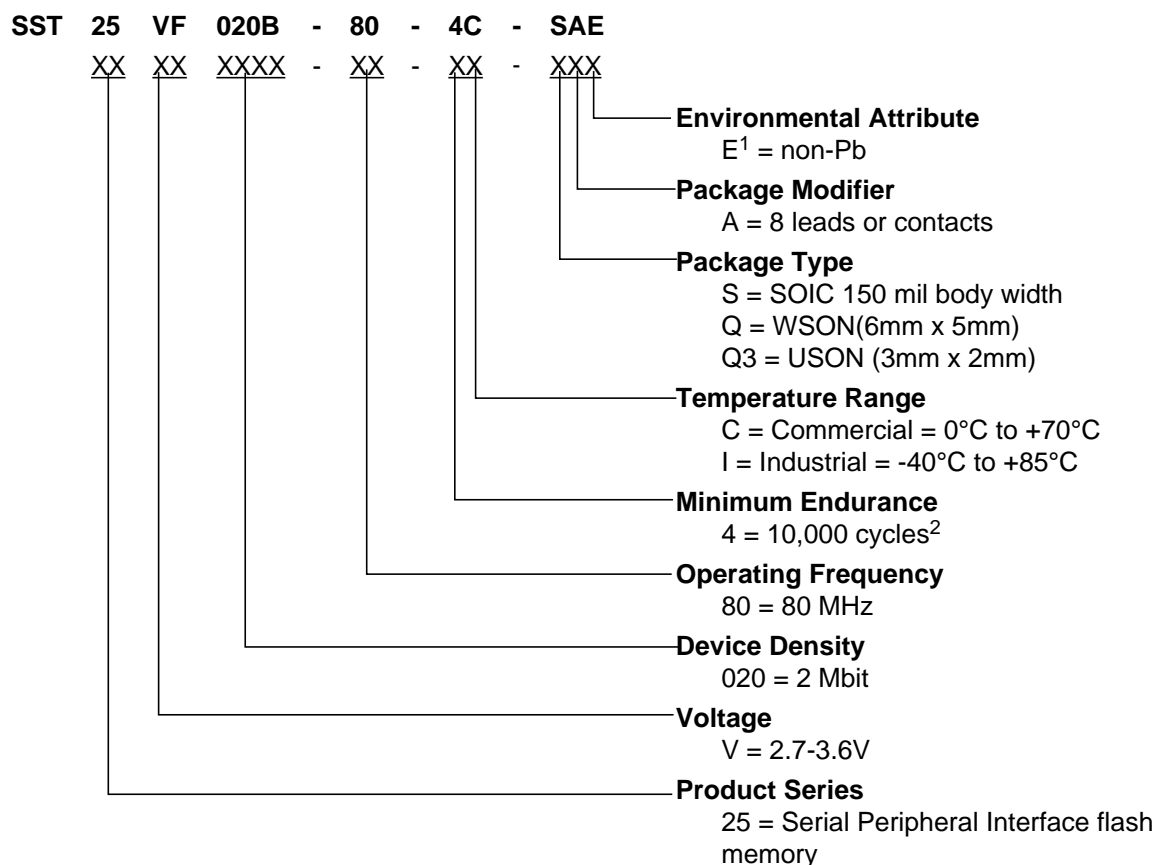 SST 25 VF 020B - 80 - 4C - SAE
XX XX XXXX - XX - XX - XXX
Environmental Attribute
E¹ = non-Pb
Package Modifier
A = 8 leads or contacts
Package Type
S = SOIC 150 mil body width
Q = WSON(6mm x 5mm)
Q3 = USON (3mm x 2mm)
Temperature Range
C = Commercial = 0°C to +70°C
I = Industrial = -40°C to +85°C
Minimum Endurance
4 = 10,000 cycles²
Operating Frequency
80 = 80 MHz
Device Density
020 = 2 Mbit
Voltage
V = 2.7-3.6V
Product Series
25 = Serial Peripheral Interface flash
memory